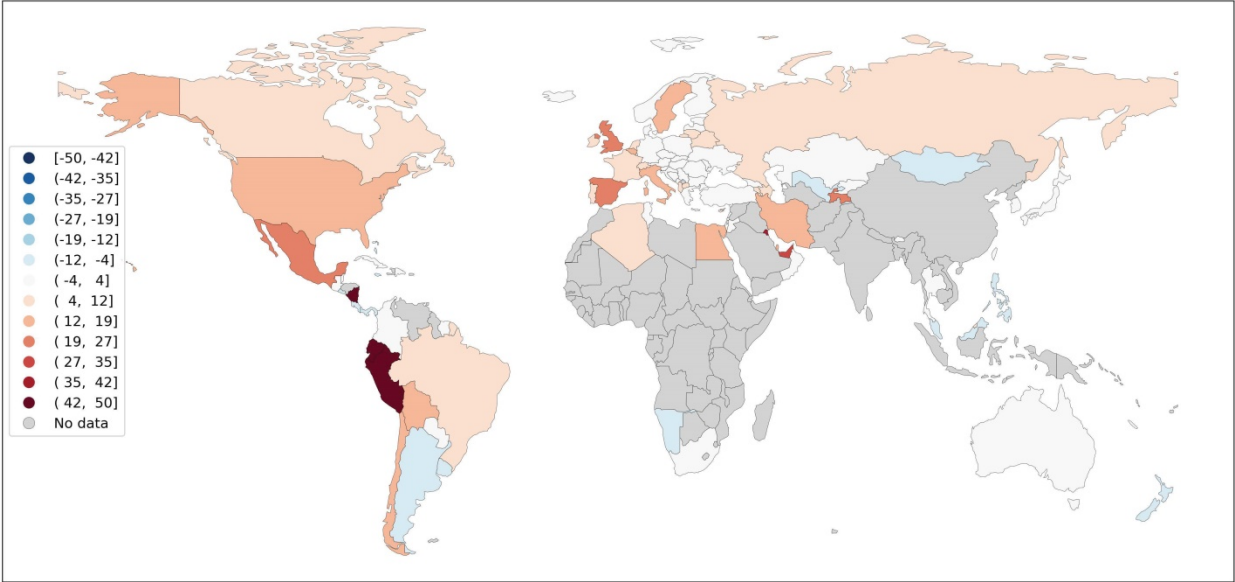 [-50, -42]
(-42, -35]
(-35, -27]
(-27, -19]
(-19, -12]
(-12, -4]
( -4, 4]
( 4, 12]
( 12, 19]
( 19, 27]
( 27, 35]
( 35, 42]
( 42, 50]
No data